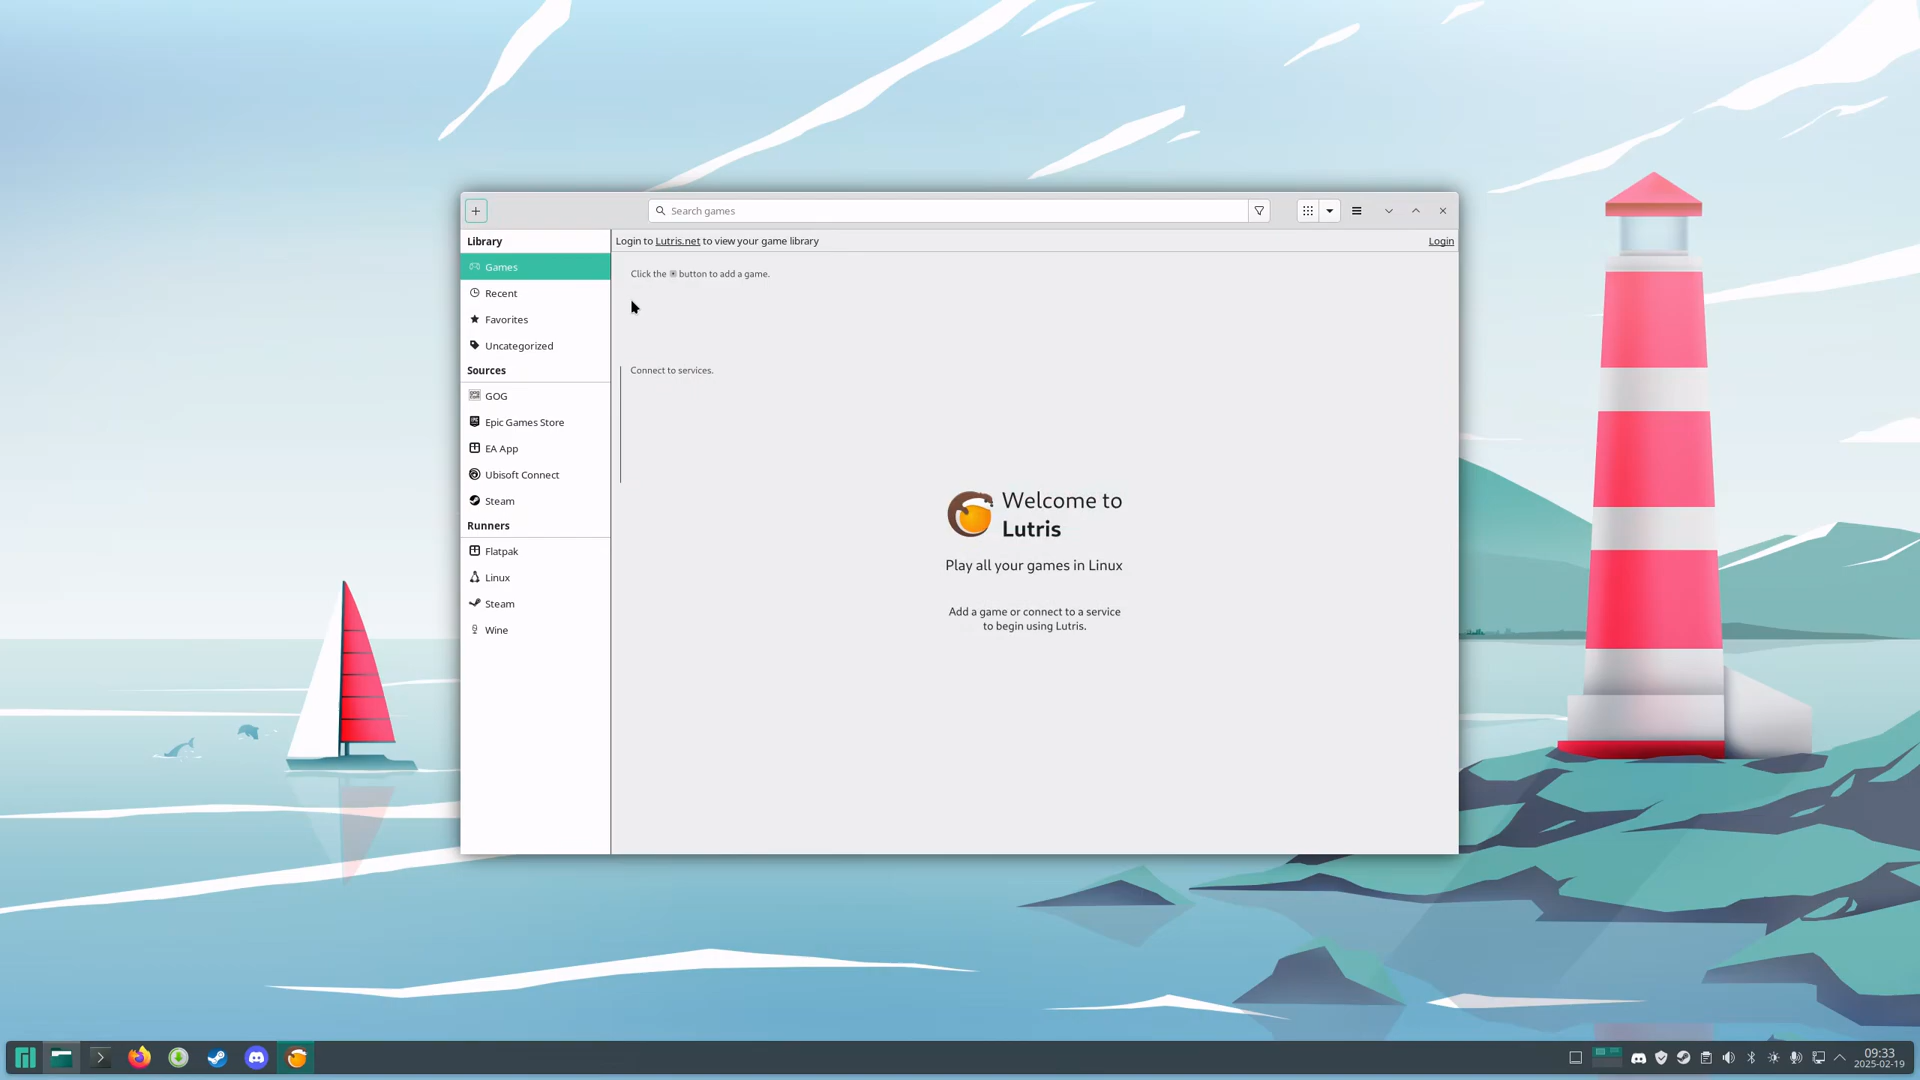 Search games
Library
Login to Lutris.net to view your game library
Login
Games
Click the button to add a game.
Recent
Favorites
Uncategorized
Connect to services.
Sources
GOG
Epic Games Store
EA App
Ubisoft Connect
Steam
Runners
Flatpak
Linux
Steam
Wine
Welcome to
Lutris
Play all your games in Linux
Add a game or connect to a service
to begin using Lutris.
09:33
2025-02-19